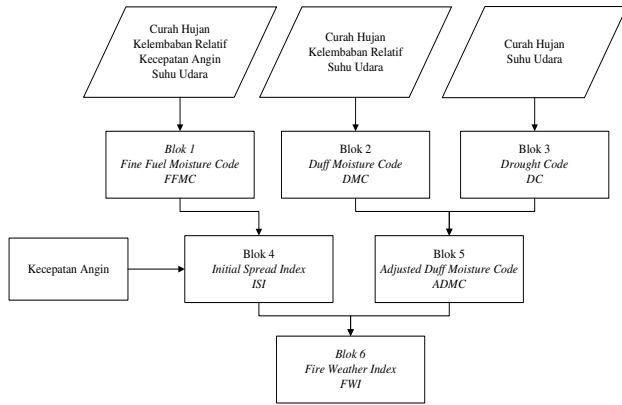 Curah Hujan
Kelembaban Relatif
Kecepatan Angin
Suhu Udara
Curah Hujan
Kelembaban Relatif
Suhu Udara
Curah Hujan
Suhu Udara
Blok 1
Fine Fuel Moisture Code
FFMC
Blok 2
Duff Moisture Code
DMC
Blok 3
Drought Code
DC
Kecepatan Angin
Blok 4
Initial Spread Index
ISI
Blok 5
Adjusted Duff Moisture Code
ADMC
Blok 6
Fire Weather Index
FWI